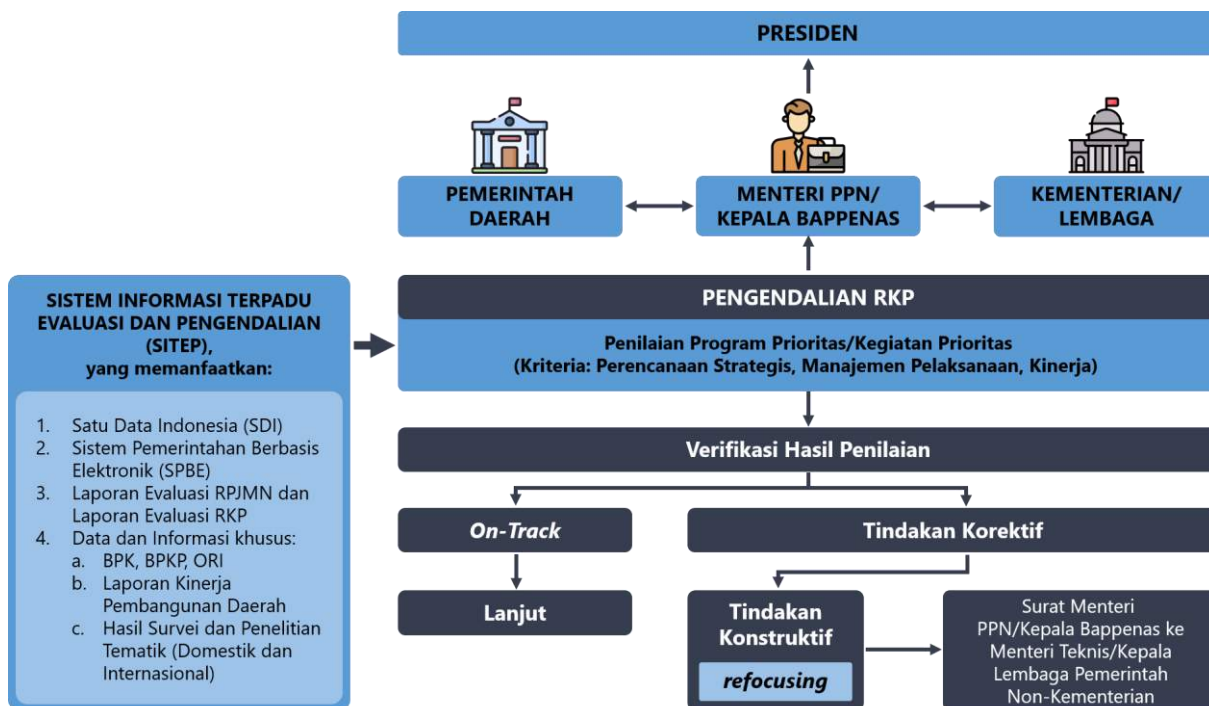 PRESIDEN
PEMERINTAH
DAERAH
MENTERI PPN/
KEPALA BAPPENAS
KEMENTERIAN/
LEMBAGA
SISTEM INFORMASI TERPADU
EVALUASI DAN PENGENDALIAN
(SITEP),
yang memanfaatkan:
1. Satu Data Indonesia (SDI)
2. Sistem Pemerintahan Berbasis
Elektronik (SPBE)
3. Laporan Evaluasi RPJMN dan
Laporan Evaluasi RKP
4. Data dan Informasi khusus:
a. BPK, BPKP, ORI
b. Laporan Kinerja
Pembangunan Daerah
c. Hasil Survei dan Penelitian
Tematik (Domestik dan
Internasional)
PENGENDALIAN RKP
Penilaian Program Prioritas/Kegiatan Prioritas
(Kriteria: Perencanaan Strategis, Manajemen Pelaksanaan, Kinerja)
Verifikasi Hasil Penilaian
On-Track
Tindakan Korektif
Lanjut
Tindakan
Konstruktif
refocusing
Surat Menteri
PPN/Kepala Bappenas ke
Menteri Teknis/Kepala
Lembaga Pemerintah
Non-Kementerian